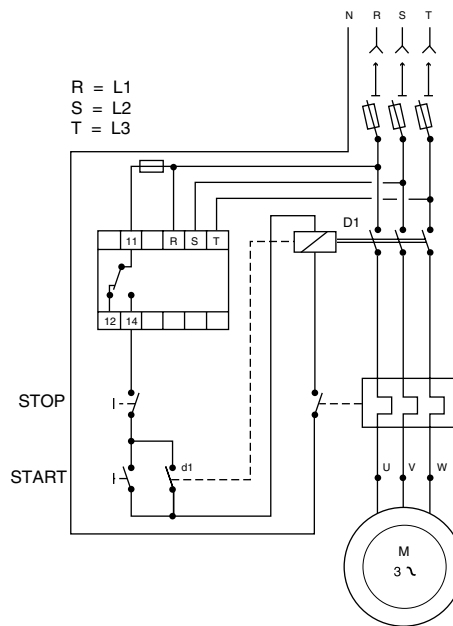 N R S T
R = L1
S = L2
T = L3
D1
11 R S T
12 14
STOP
START
d1
U V W
M
3 ~